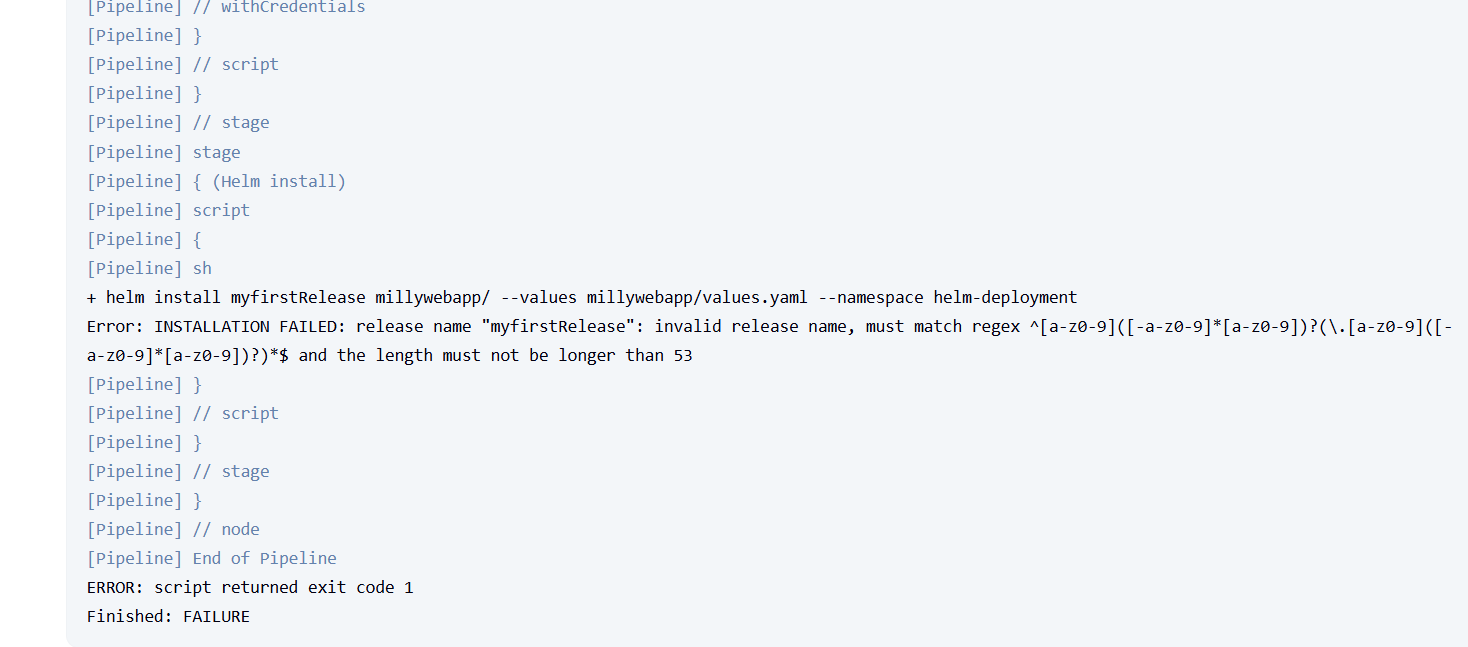 [Pipeline] // withCredentials
[Pipeline] }
[Pipeline] // script
[Pipeline] }
[Pipeline] // stage
[Pipeline] stage
[Pipeline] { (Helm install)
[Pipeline] script
[Pipeline] {
[Pipeline] sh
+ helm install myfirstRelease millywebapp/ --values millywebapp/values.yaml --namespace helm-deployment
Error: INSTALLATION FAILED: release name "myfirstRelease": invalid release name, must match regex ^[a-z0-9]([-a-z0-9]*[a-z0-9])?(\.[a-z0-9]([-
a-z0-9]*[a-z0-9])?)*$ and the length must not be longer than 53
[Pipeline] }
[Pipeline] // script
[Pipeline] }
[Pipeline] // stage
[Pipeline] }
[Pipeline] // node
[Pipeline] End of Pipeline
ERROR: script returned exit code 1
Finished: FAILURE